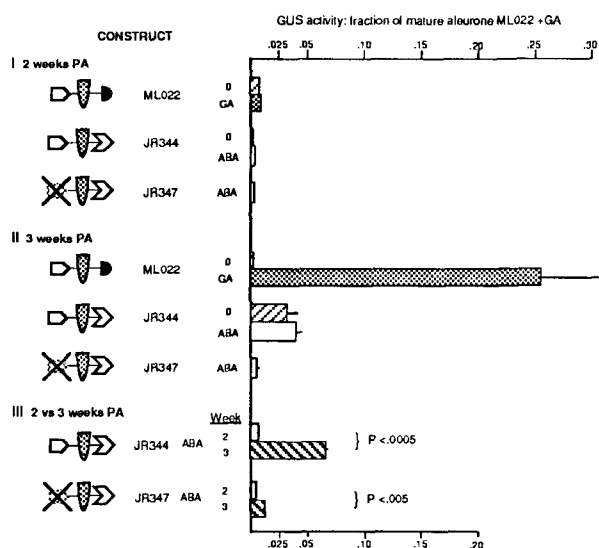 GUS activity: fraction of mature aleurone ML022 +GA
CONSTRUCT
.025 .05 .10 .15 .20 .25 .30
I 2 weeks PA
ML022 0
GA
JR344 0
ABA
JR347 ABA
II 3 weeks PA
ML022 0
GA
JR344 0
ABA
JR347 ABA
III 2 vs 3 weeks PA
Week
JR344 ABA 2
3
} P <.0005
JR347 ABA 2
3
} P <.005
.025 .05 .10 .15 .20